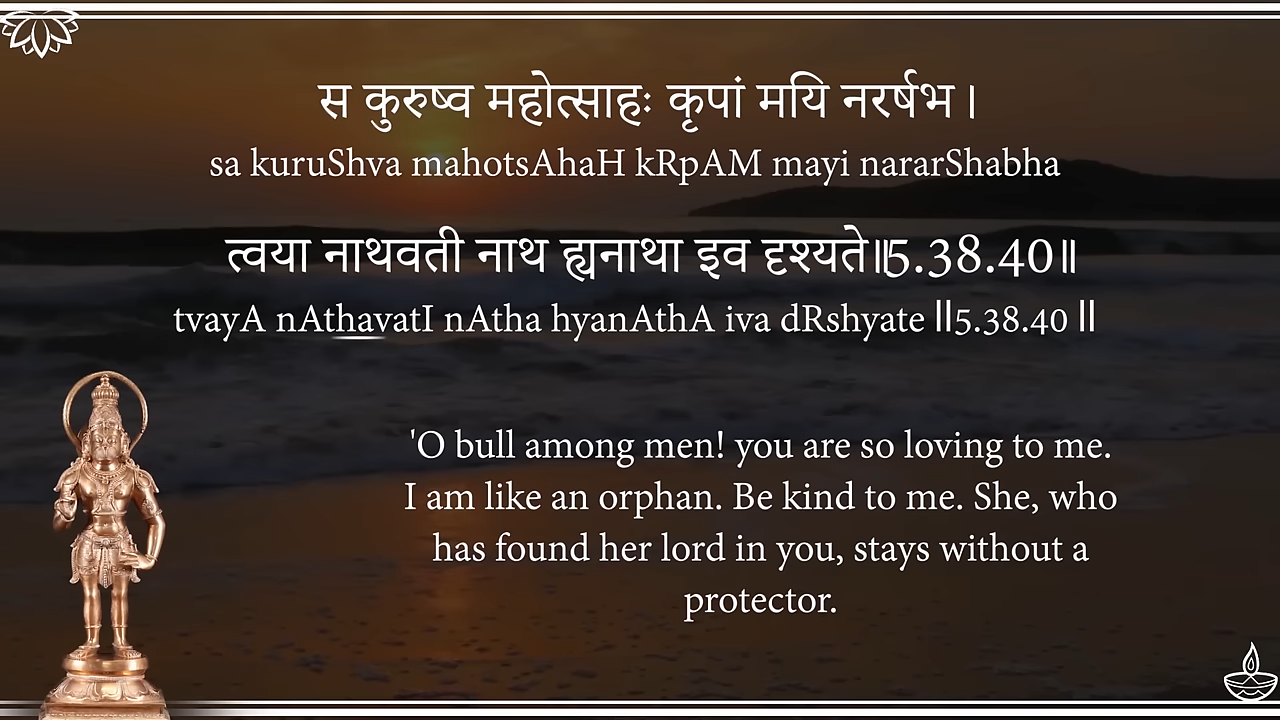 स कुरुष्व महोत्साहः कृपां मयि नरर्षभ।
sa kuruShva mahotsAhaH kRpAM mayi nararShabha
त्वया नाथवती नाथ ह्यनाथा इव दृश्यते॥5.38.40॥
tvayA nAthavatI nAtha hyanAthA iva dRshyate ॥5.38.40 ॥
'O bull among men! you are so loving to me.
I am like an orphan. Be kind to me. She, who
has found her lord in you, stays without a
protector.